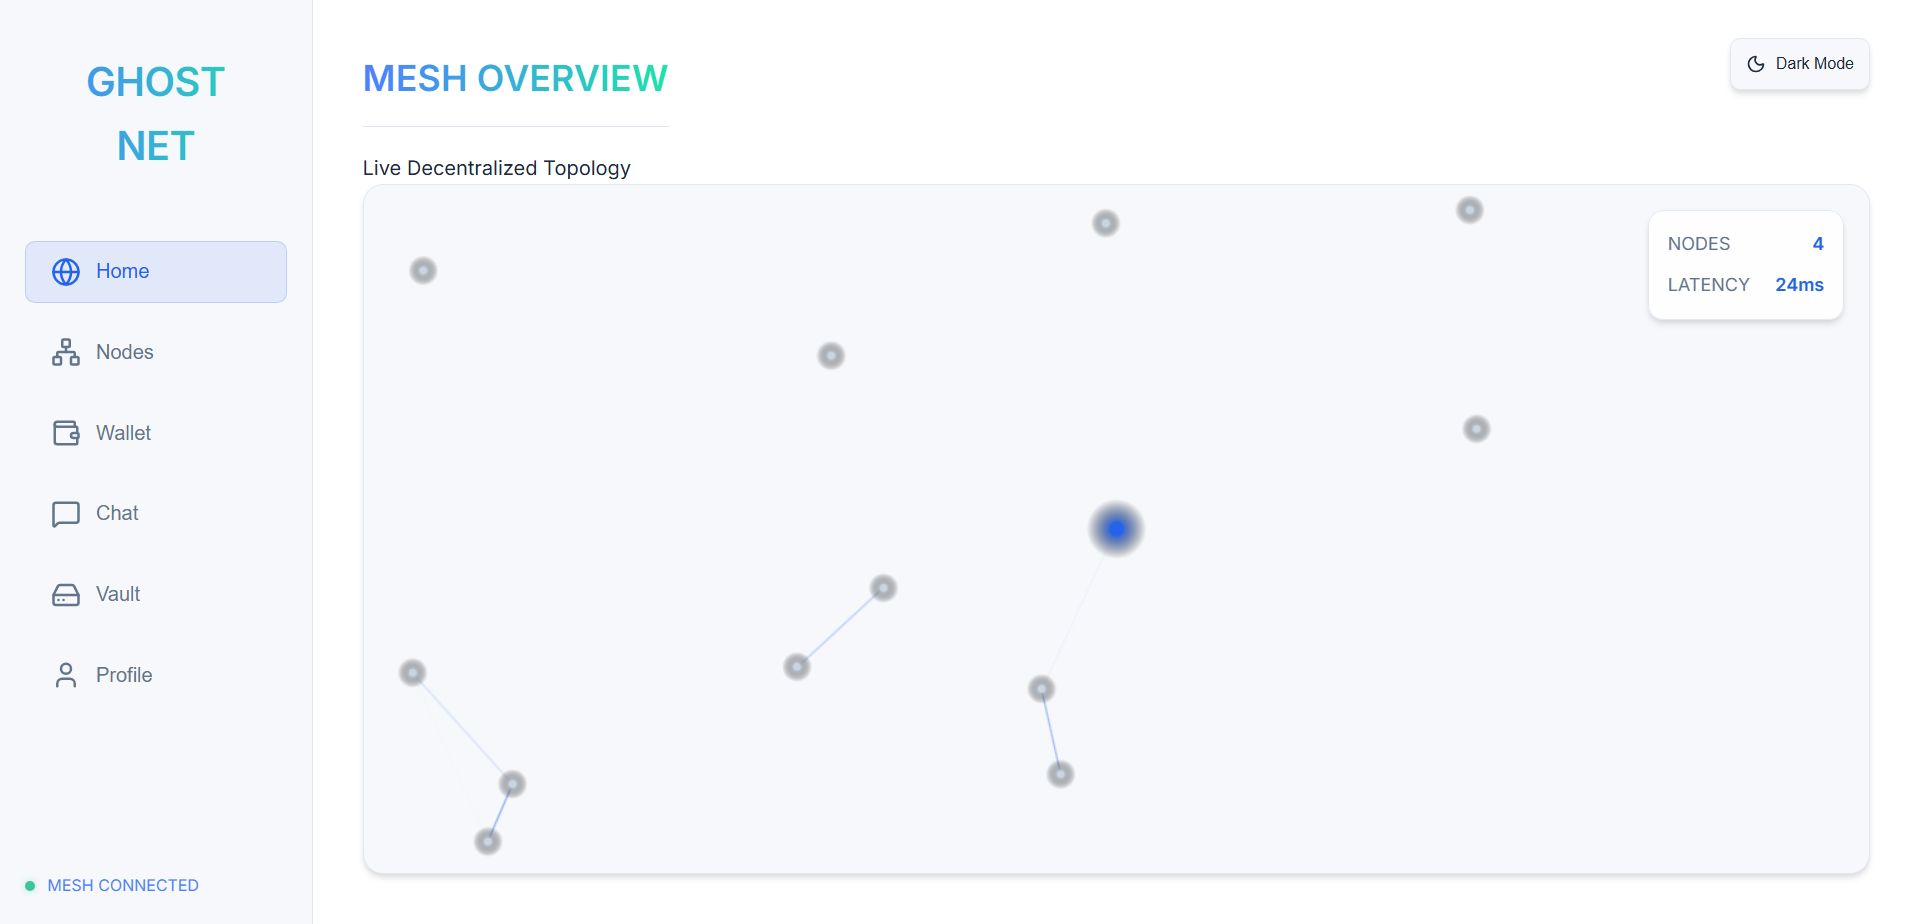 GHOST
NET
Home
Nodes
Wallet
Chat
Vault
Profile
MESH CONNECTED
MESH OVERVIEW
Dark Mode
Live Decentralized Topology
NODES 4
LATENCY 24ms